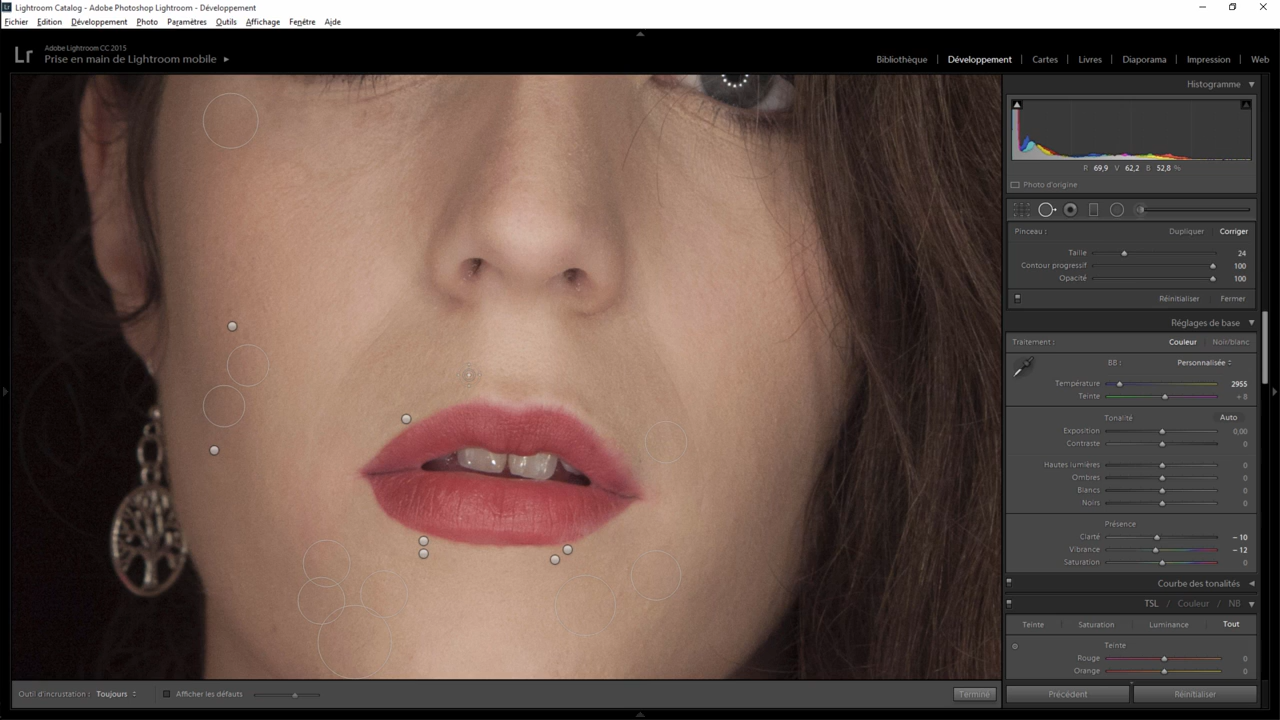 Lightroom Catalog - Adobe Photoshop Lightroom - Développement
Fichier Edition Développement Photo Paramètres Outils Affichage Fenêtre Aide
Lr
Adobe Lightroom CC 2015
Prise en main de Lightroom mobile
Bibliothèque | Développement | Cartes | Livres | Diaporama | Impression | Web
Histogramme
R 69,9 V 62,2 B 52,8 %
Photo d'origine
Pinceau : Dupliquer Corriger
Taille 24
Contour progressif 100
Opacité 100
Réinitialiser Fermer
Réglages de base
Traitement : Couleur Noir/blanc
BB : Personnalisée
Température 2955
Teinte + 8
Tonalité Auto
Exposition 0,00
Contraste 0
Hautes lumières 0
Ombres 0
Blancs 0
Noirs 0
Présence
Clarté – 10
Vibrance – 12
Saturation 0
Courbe des tonalités
TSL / Couleur / NB
Teinte Saturation Luminance Tout
Teinte
Rouge 0
Orange 0
Outil d'incrustation : Toujours Afficher les défauts Terminé
Précédent Réinitialiser